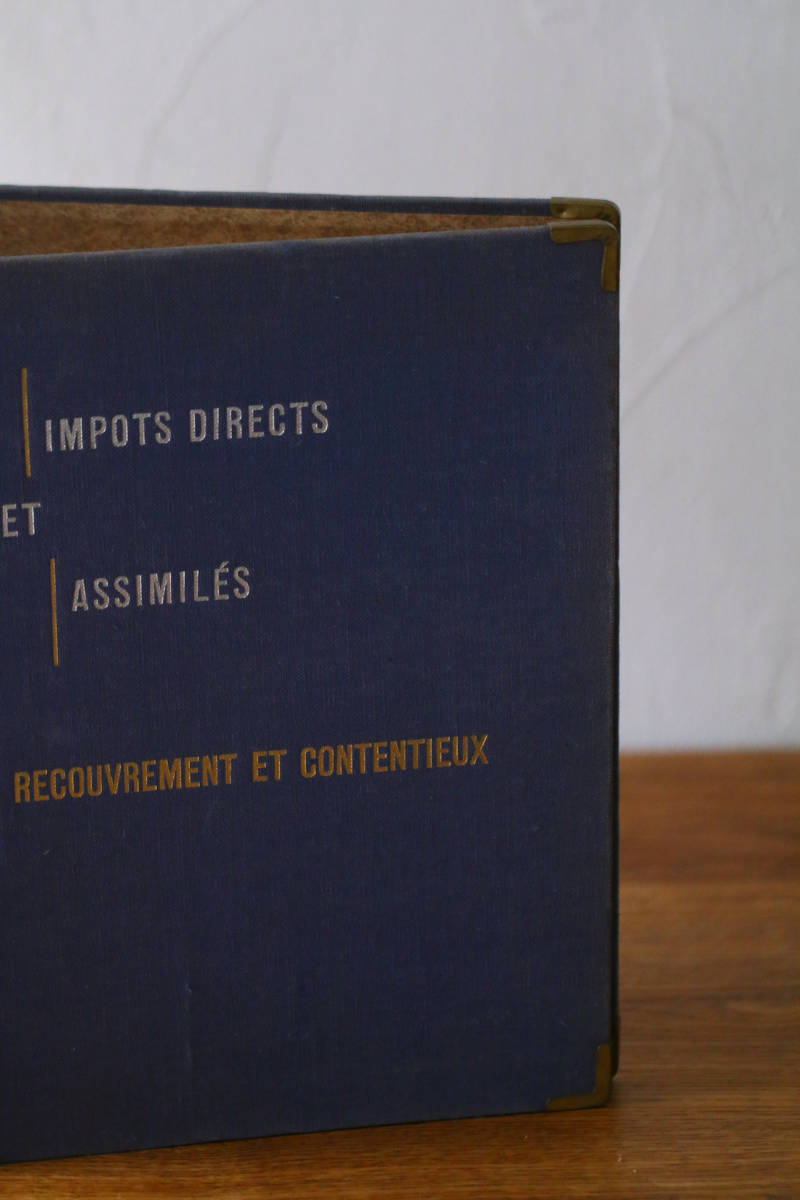 IMPOTS DIRECTS
ET
ASSIMILÉS
RECOUVREMENT ET CONTENTIEUX